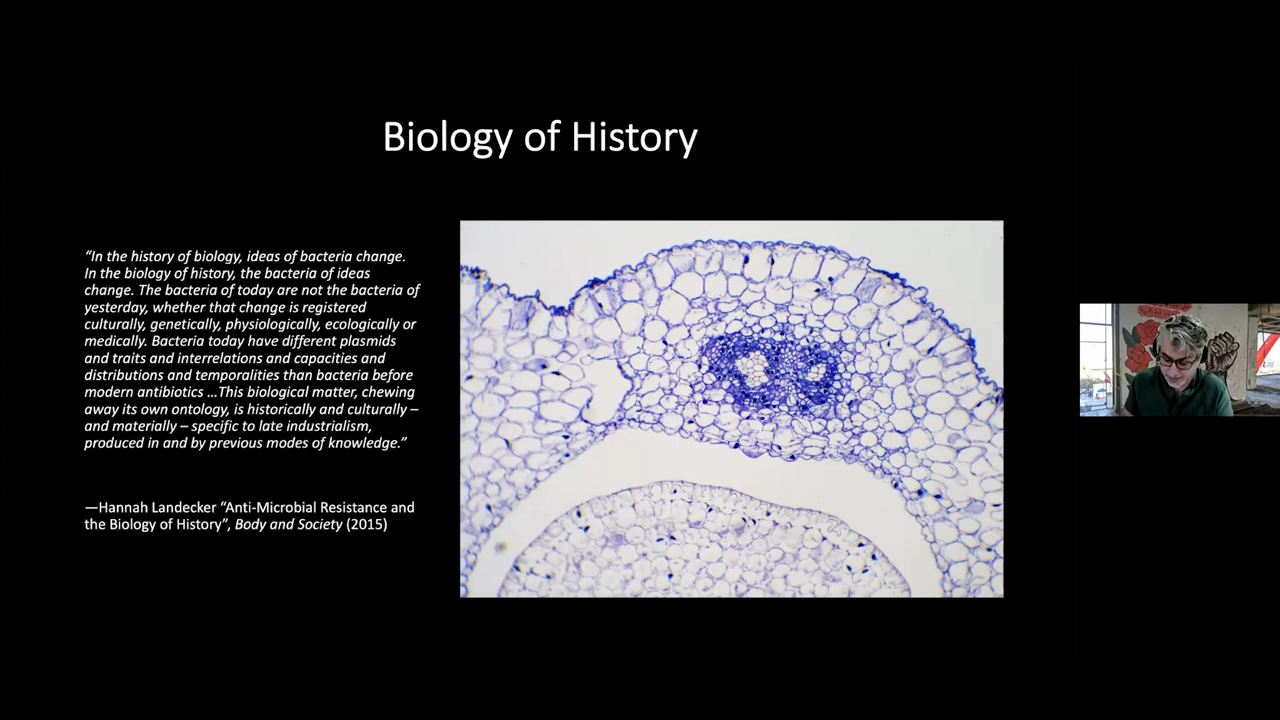 Biology of History
“In the history of biology, ideas of bacteria change.
In the biology of history, the bacteria of ideas
change. The bacteria of today are not the bacteria of
yesterday, whether that change is registered
culturally, genetically, physiologically, ecologically or
medically. Bacteria today have different plasmids
and traits and interrelations and capacities and
distributions and temporalities than bacteria before
modern antibiotics …This biological matter, chewing
away its own ontology, is historically and culturally –
and materially – specific to late industrialism,
produced in and by previous modes of knowledge.”
—Hannah Landecker “Anti-Microbial Resistance and
the Biology of History”, Body and Society (2015)